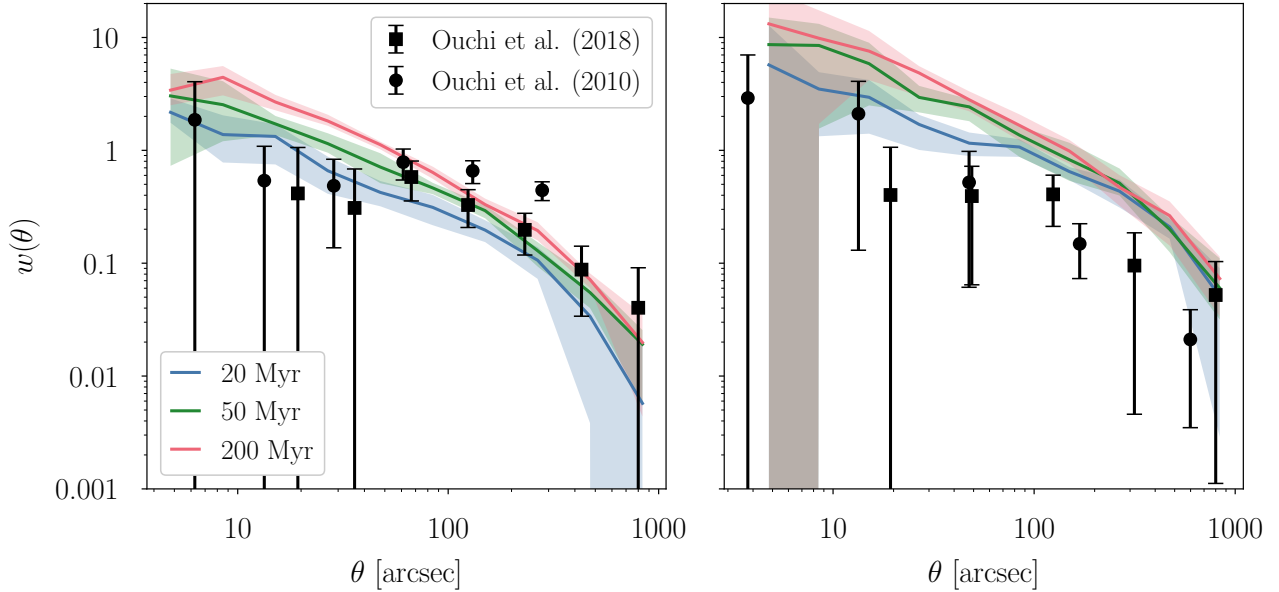 10
1
0.1
0.01
0.001
w(θ)
Ouchi et al. (2018)
Ouchi et al. (2010)
20 Myr
50 Myr
200 Myr
10
100
1000
θ [arcsec]
10
100
1000
θ [arcsec]